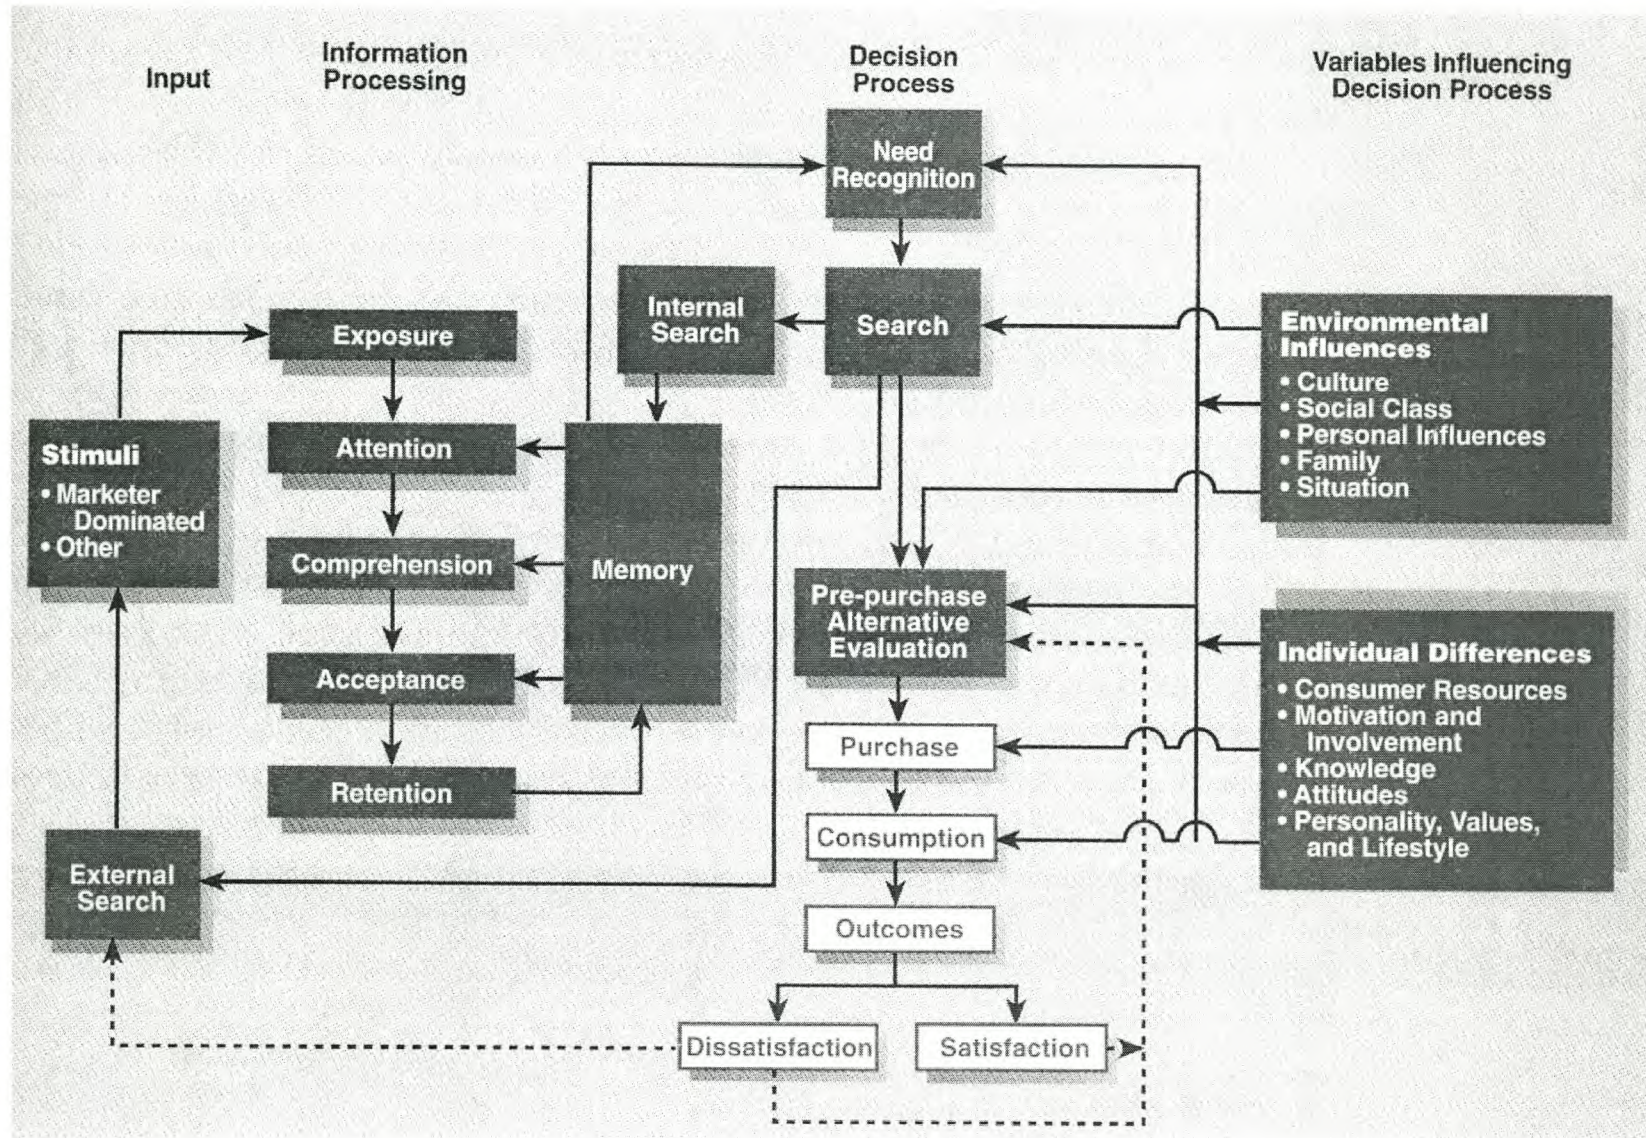 Input
Information
Processing
Decision
Process
Variables Influencing
Decision Process
Need
Recognition
Internal
Search
Search
Exposure
Attention
Comprehension
Acceptance
Retention
Memory
Stimuli
• Marketer
Dominated
• Other
External
Search
Pre-purchase
Alternative
Evaluation
Purchase
Consumption
Outcomes
Dissatisfaction
Satisfaction
Environmental
Influences
• Culture
• Social Class
• Personal Influences
• Family
• Situation
Individual Differences
• Consumer Resources
• Motivation and
Involvement
• Knowledge
• Attitudes
• Personality, Values,
and Lifestyle